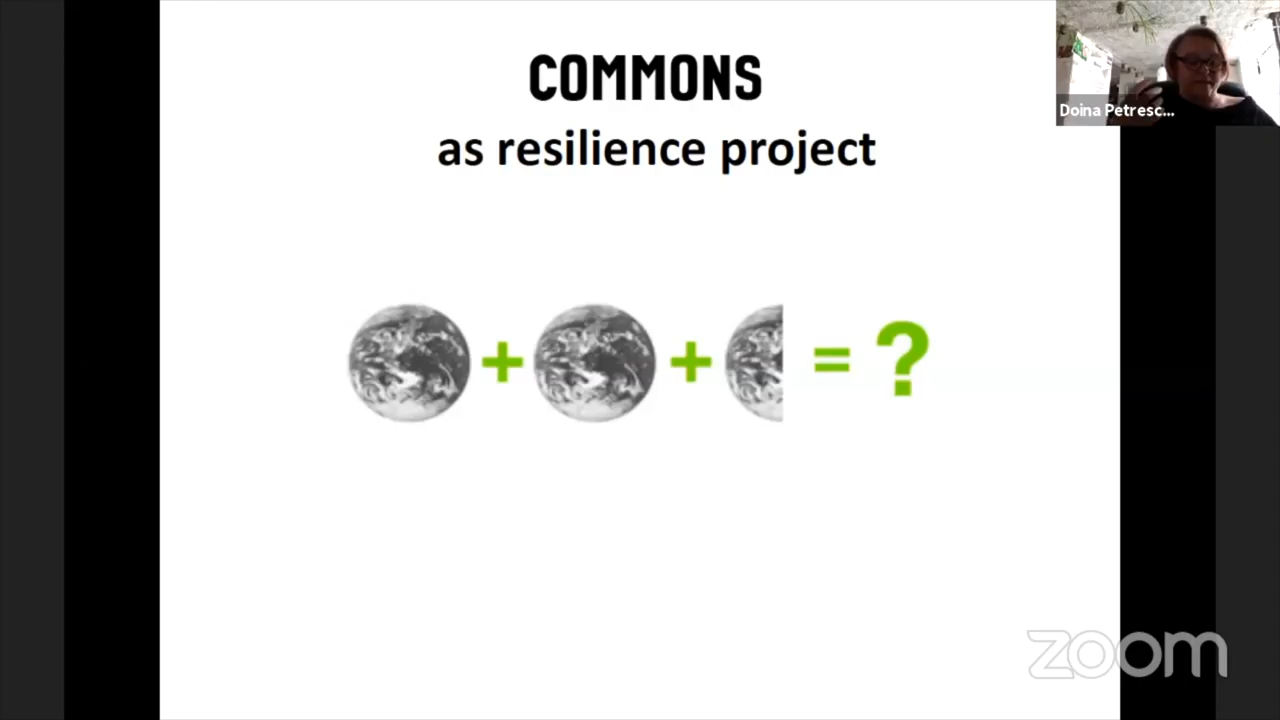 COMMONS
as resilience project
+ + = ?
Doina Petresc...
zoom